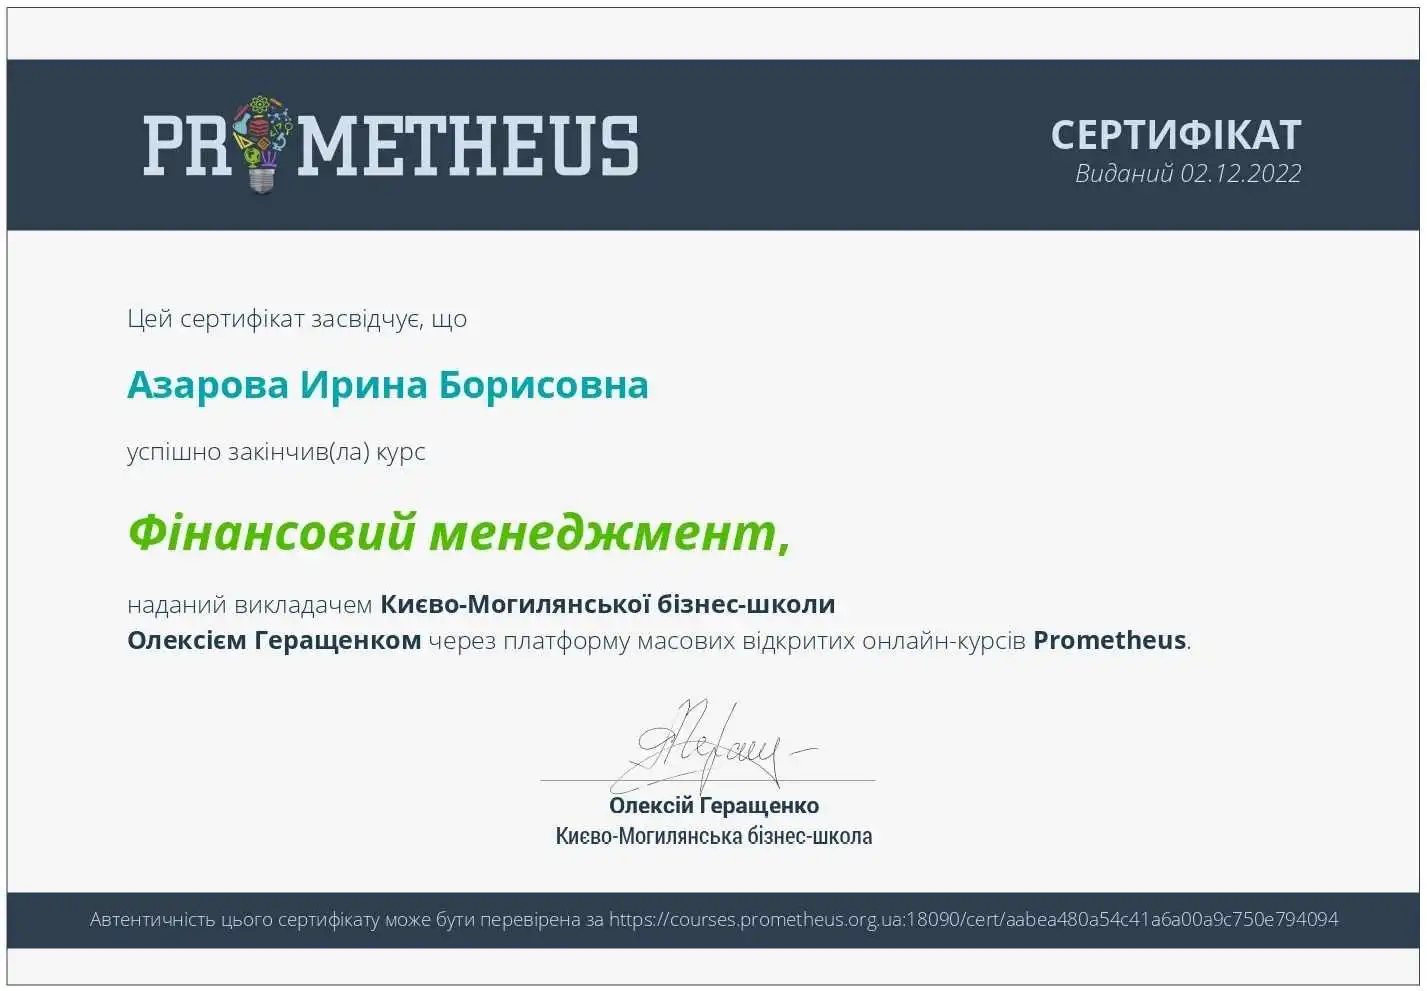 PROMETHEUS
СЕРТИФІКАТ
Виданий 02.12.2022
Цей сертифікат засвідчує, що
Азарова Ирина Борисовна
успішно закінчив(ла) курс
Фінансовий менеджмент,
наданий викладачем Києво-Могилянської бізнес-школи
Олексієм Геращенком через платформу масових відкритих онлайн-курсів Prometheus.
Олексій Геращенко
Києво-Могилянська бізнес-школа
Автентичність цього сертифікату може бути перевірена за https://courses.prometheus.org.ua:18090/cert/aabea480a54c41a6a00a9c750e794094